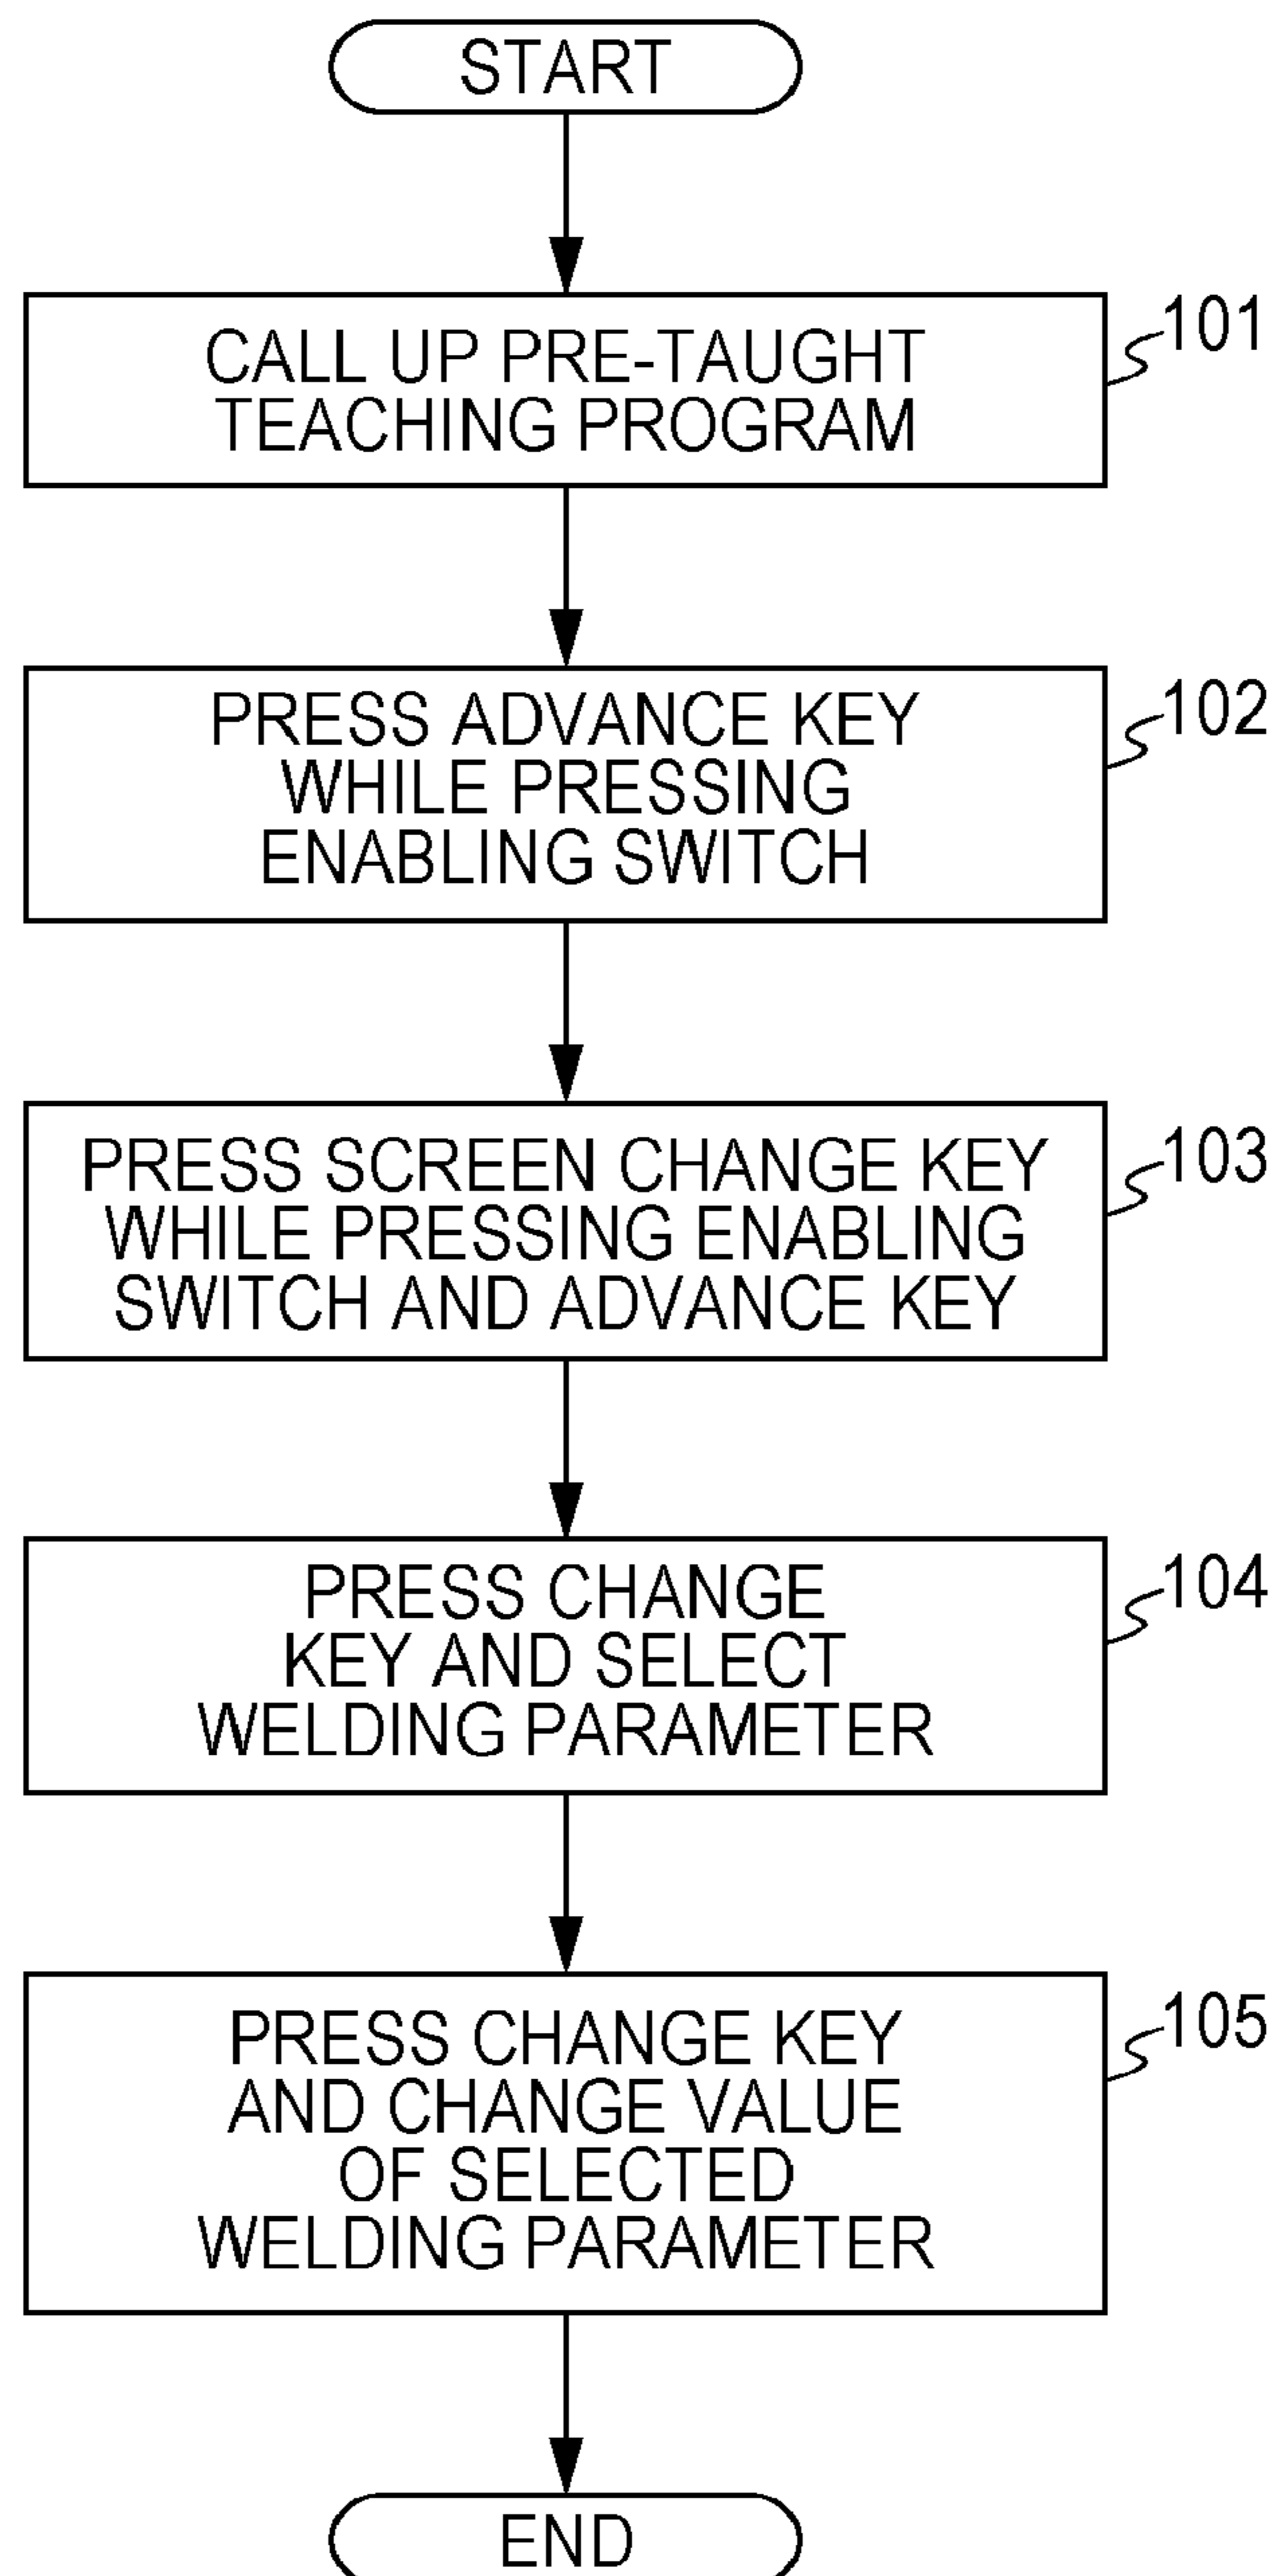 START
CALL UP PRE-TAUGHT
TEACHING PROGRAM
101
PRESS ADVANCE KEY
WHILE PRESSING
ENABLING SWITCH
102
PRESS SCREEN CHANGE KEY
WHILE PRESSING ENABLING
SWITCH AND ADVANCE KEY
103
PRESS CHANGE
KEY AND SELECT
WELDING PARAMETER
104
PRESS CHANGE KEY
AND CHANGE VALUE
OF SELECTED
WELDING PARAMETER
105
END